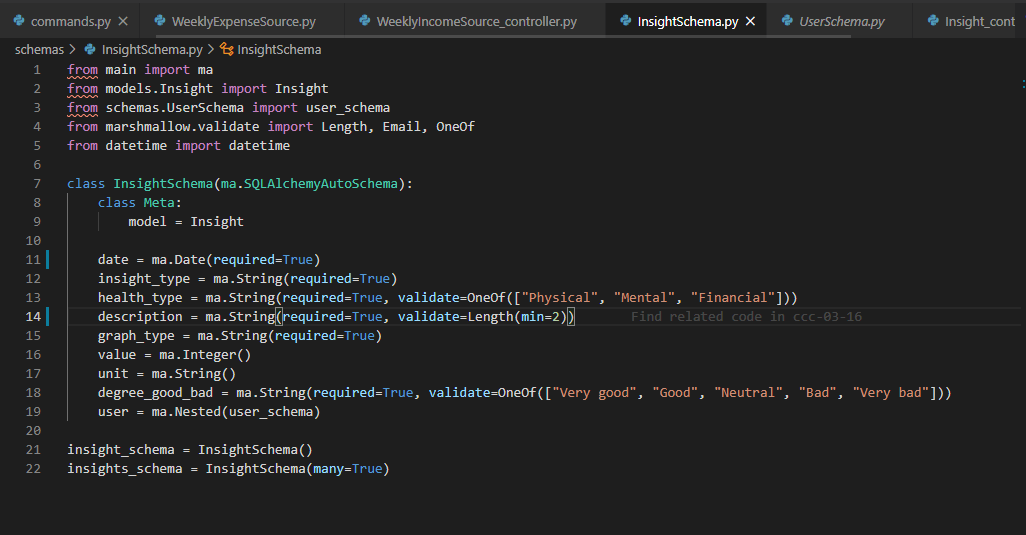 commands.py
WeeklyExpenseSource.py
WeeklyIncomeSource_controller.py
InsightSchema.py
UserSchema.py
Insight_cont
schemas > InsightSchema.py > InsightSchema
1 from main import ma
2 from models.Insight import Insight
3 from schemas.UserSchema import user_schema
4 from marshmallow.validate import Length, Email, OneOf
5 from datetime import datetime
6
7 class InsightSchema(ma.SQLAlchemyAutoSchema):
8     class Meta:
9         model = Insight
10
11     date = ma.Date(required=True)
12     insight_type = ma.String(required=True)
13     health_type = ma.String(required=True, validate=OneOf(["Physical", "Mental", "Financial"]))
14     description = ma.String(required=True, validate=Length(min=2)) Find related code in ccc-03-16
15     graph_type = ma.String(required=True)
16     value = ma.Integer()
17     unit = ma.String()
18     degree_good_bad = ma.String(required=True, validate=OneOf(["Very good", "Good", "Neutral", "Bad", "Very bad"]))
19     user = ma.Nested(user_schema)
20
21 insight_schema = InsightSchema()
22 insights_schema = InsightSchema(many=True)